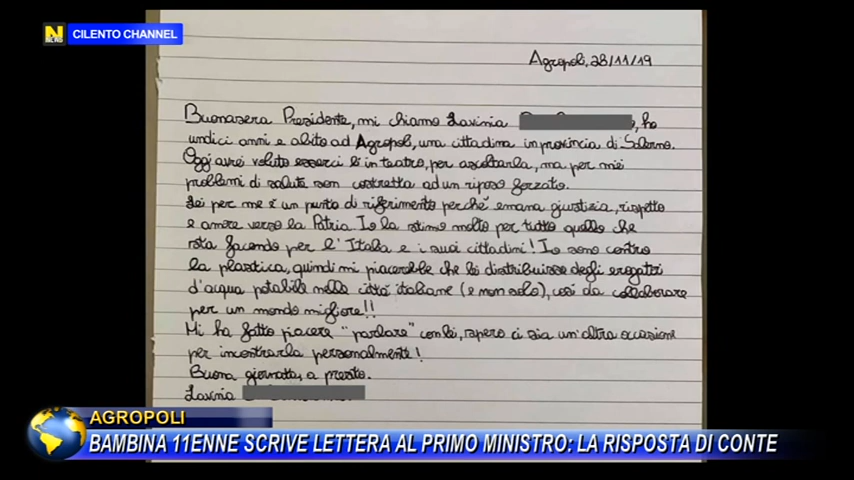 N
NEWS
CILENTO CHANNEL
Agropoli, 28/11/19
Buonasera Presidente, mi chiamo Lavinia , ho
undici anni e abito ad Agropoli, una cittadina in provincia di Salerno.
Oggi avrei voluto esserci lì in teatro, per ascoltarla, ma per miei
problemi di salute son costretta ad un riposo forzato.
Lei per me è un punto di riferimento perché emana giustizia, rispetto
e amore verso la Patria. Io la stimo molto per tutto quello che
sta facendo per l'Italia e i suoi cittadini! Io sono contro
la plastica, quindi mi piacerebbe che lei distribuisse degli erogatori
d'acqua potabile nelle città italiane (e non solo), così da collaborare
per un mondo migliore!!
Mi ha fatto piacere "parlare" con lei, spero ci sia un'altra occasione
per incontrarla personalmente!
Buona giornata, a presto.
Lavinia
AGROPOLI
BAMBINA 11ENNE SCRIVE LETTERA AL PRIMO MINISTRO: LA RISPOSTA DI CONTE